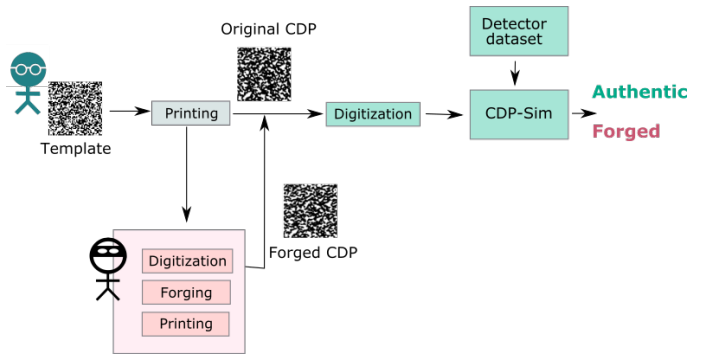 Original CDP
Detector
dataset
Template
Printing
Digitization
CDP-Sim
Authentic
Forged
Forged CDP
Digitization
Forging
Printing